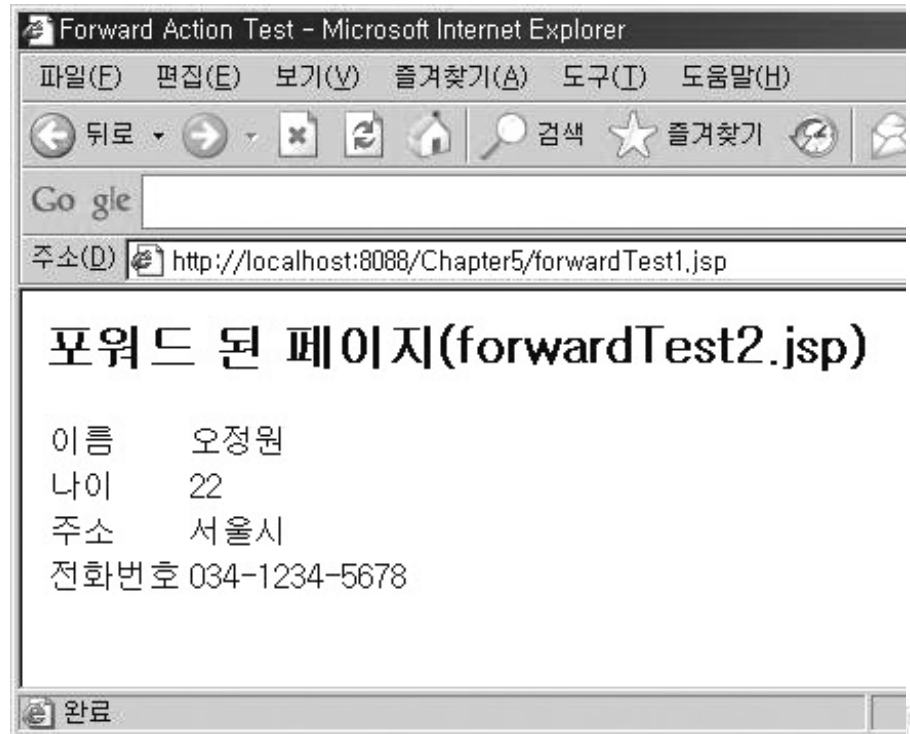 Forward Action Test - Microsoft Internet Explorer
파일(F) 편집(E) 보기(V) 즐겨찾기(A) 도구(T) 도움말(H)
뒤로 검색 즐겨찾기
Go gle
주소(D) http://localhost:8088/Chapter5/forwardTest1.jsp
포워드 된 페이지(forwardTest2.jsp)
이름 오정원
나이 22
주소 서울시
전화번호 034-1234-5678
완료